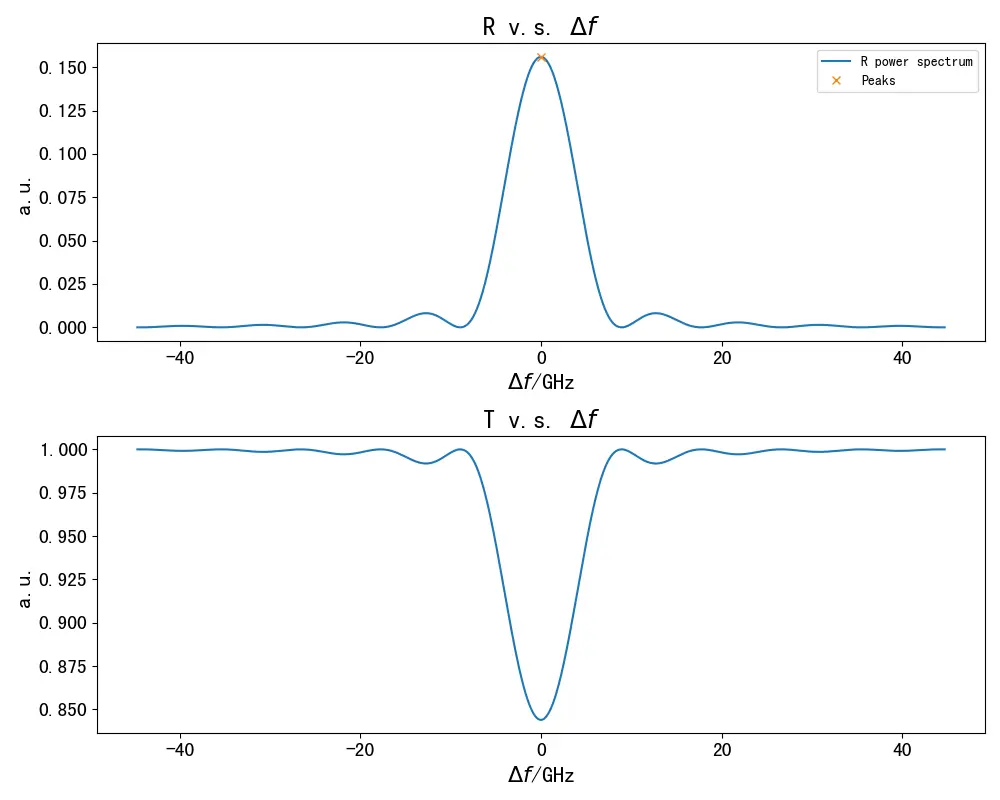 R v.s. Δf
0.150
0.125
0.100
0.075
0.050
0.025
0.000
a.u.
R power spectrum
Peaks
−40 −20 0 20 40
Δf/GHz
T v.s. Δf
1.000
0.975
0.950
0.925
0.900
0.875
0.850
a.u.
−40 −20 0 20 40
Δf/GHz